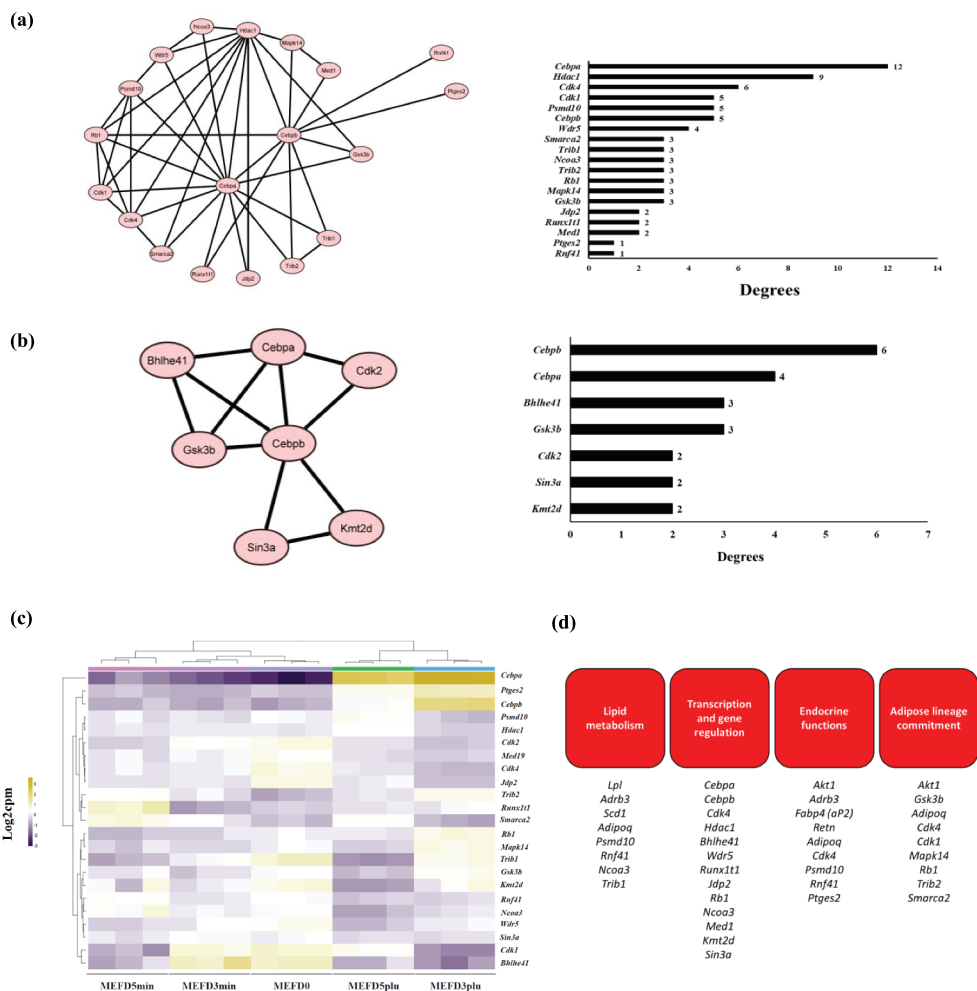 (a)
Ncoa3
Hdac1
Mapk14
Wdr5
Med1
Rnf41
Psmd10
Ptges2
Rb1
Cebpb
Gsk3b
Cebpa
Cdk1
Cdk4
Trib1
Smarca2
Trib2
Runx1t1
Jdp2
Cebpa 12
Hdac1 9
Cdk4 6
Cdk1 5
Psmd10 5
Cebpb 5
Wdr5 4
Smarca2 3
Trib1 3
Ncoa3 3
Trib2 3
Rb1 3
Mapk14 3
Gsk3b 3
Jdp2 2
Runx1t1 2
Med1 2
Ptges2 1
Rnf41 1
0 2 4 6 8 10 12 14
Degrees
(b)
Bhlhe41
Cebpa
Cdk2
Gsk3b
Cebpb
Kmt2d
Sin3a
Cebpb 6
Cebpa 4
Bhlhe41 3
Gsk3b 3
Cdk2 2
Sin3a 2
Kmt2d 2
0 1 2 3 4 5 6 7
Degrees
(c)
Log2cpm
Cebpa
Ptges2
Cebpb
Psmd10
Hdac1
Cdk2
Med19
Cdk4
Jdp2
Trib2
Runx1t1
Smarca2
Rb1
Mapk14
Trib1
Gsk3b
Kmt2d
Rnf41
Ncoa3
Wdr5
Sin3a
Cdk1
Bhlhe41
MEFD5min MEFD3min MEFD0 MEFD5plu MEFD3plu
(d)
Lipid
metabolism
Transcription
and gene
regulation
Endocrine
functions
Adipose lineage
commitment
Lpl
Adrb3
Scd1
Adipoq
Psmd10
Rnf41
Ncoa3
Trib1
Cebpa
Cebpb
Cdk4
Hdac1
Bhlhe41
Wdr5
Runx1t1
Jdp2
Rb1
Ncoa3
Med1
Kmt2d
Sin3a
Akt1
Adrb3
Fabp4 (aP2)
Retn
Adipoq
Cdk4
Psmd10
Rnf41
Ptges2
Akt1
Gsk3b
Adipoq
Cdk4
Cdk1
Mapk14
Rb1
Trib2
Smarca2